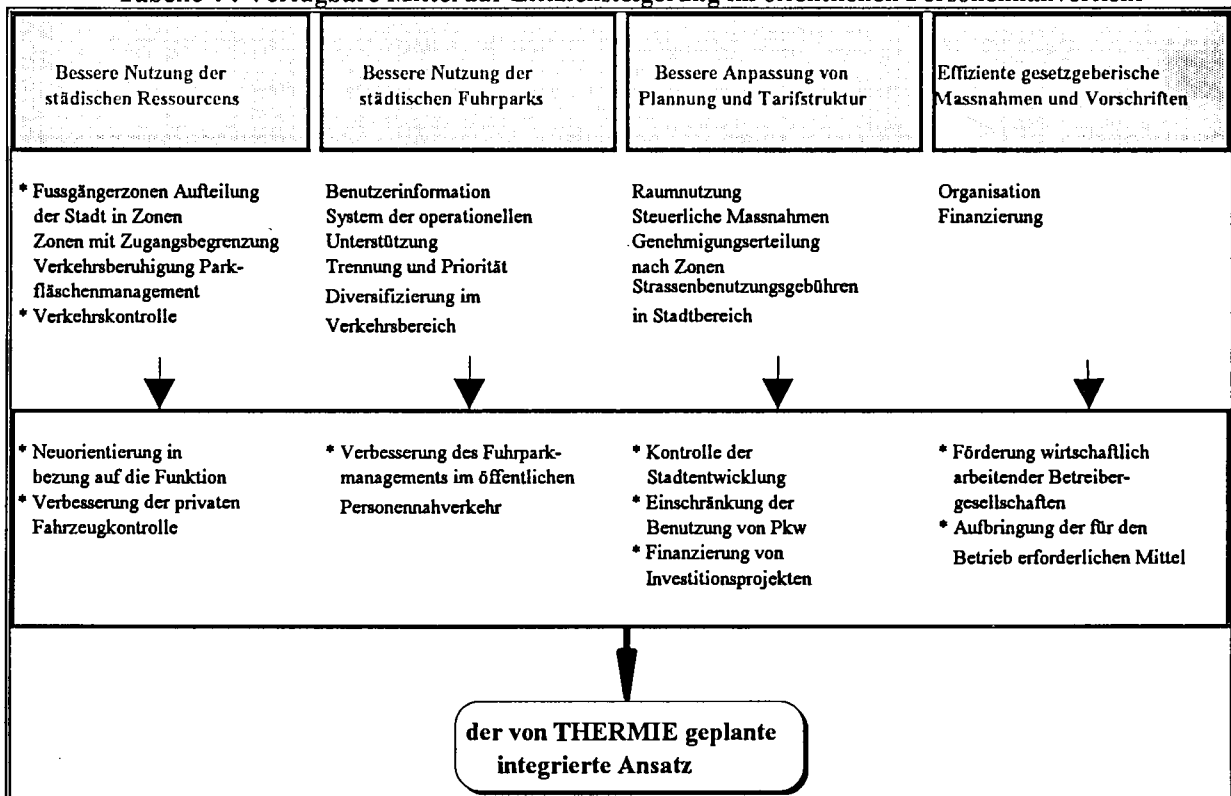 Bessere Nutzung der
städischen Ressourcens
Bessere Nutzung der
städtischen Fuhrparks
Bessere Anpassung von
Plannung und Tarifstruktur
Effiziente gesetzgeberische
Massnahmen und Vorschriften
* Fussgängerzonen Aufteilung
der Stadt in Zonen
Zonen mit Zugangsbegrenzung
Verkehrsberuhigung Park-
fläschenmanagement
* Verkehrskontrolle
Benutzerinformation
System der operationellen
Unterstützung
Trennung und Priorität
Diversifizierung im
Verkehrsbereich
Raumnutzung
Steuerliche Massnahmen
Genehmigungserteilung
nach Zonen
Strassenbenutzungsgebühren
in Stadtbereich
Organisation
Finanzierung
* Neuorientierung in
bezung auf die Funktion
* Verbesserung der privaten
Fahrzeugkontrolle
* Verbesserung des Fuhrpark-
managements im öffentlichen
Personennahverkehr
* Kontrolle der
Stadtentwicklung
* Einschränkung der
Benutzung von Pkw
* Finanzierung von
Investitionsprojekten
* Förderung wirtschaftlich
arbeitender Betreiber-
gesellschaften
* Aufbringung der für den
Betrieb erforderlichen Mittel
der von THERMIE geplante
integrierte Ansatz